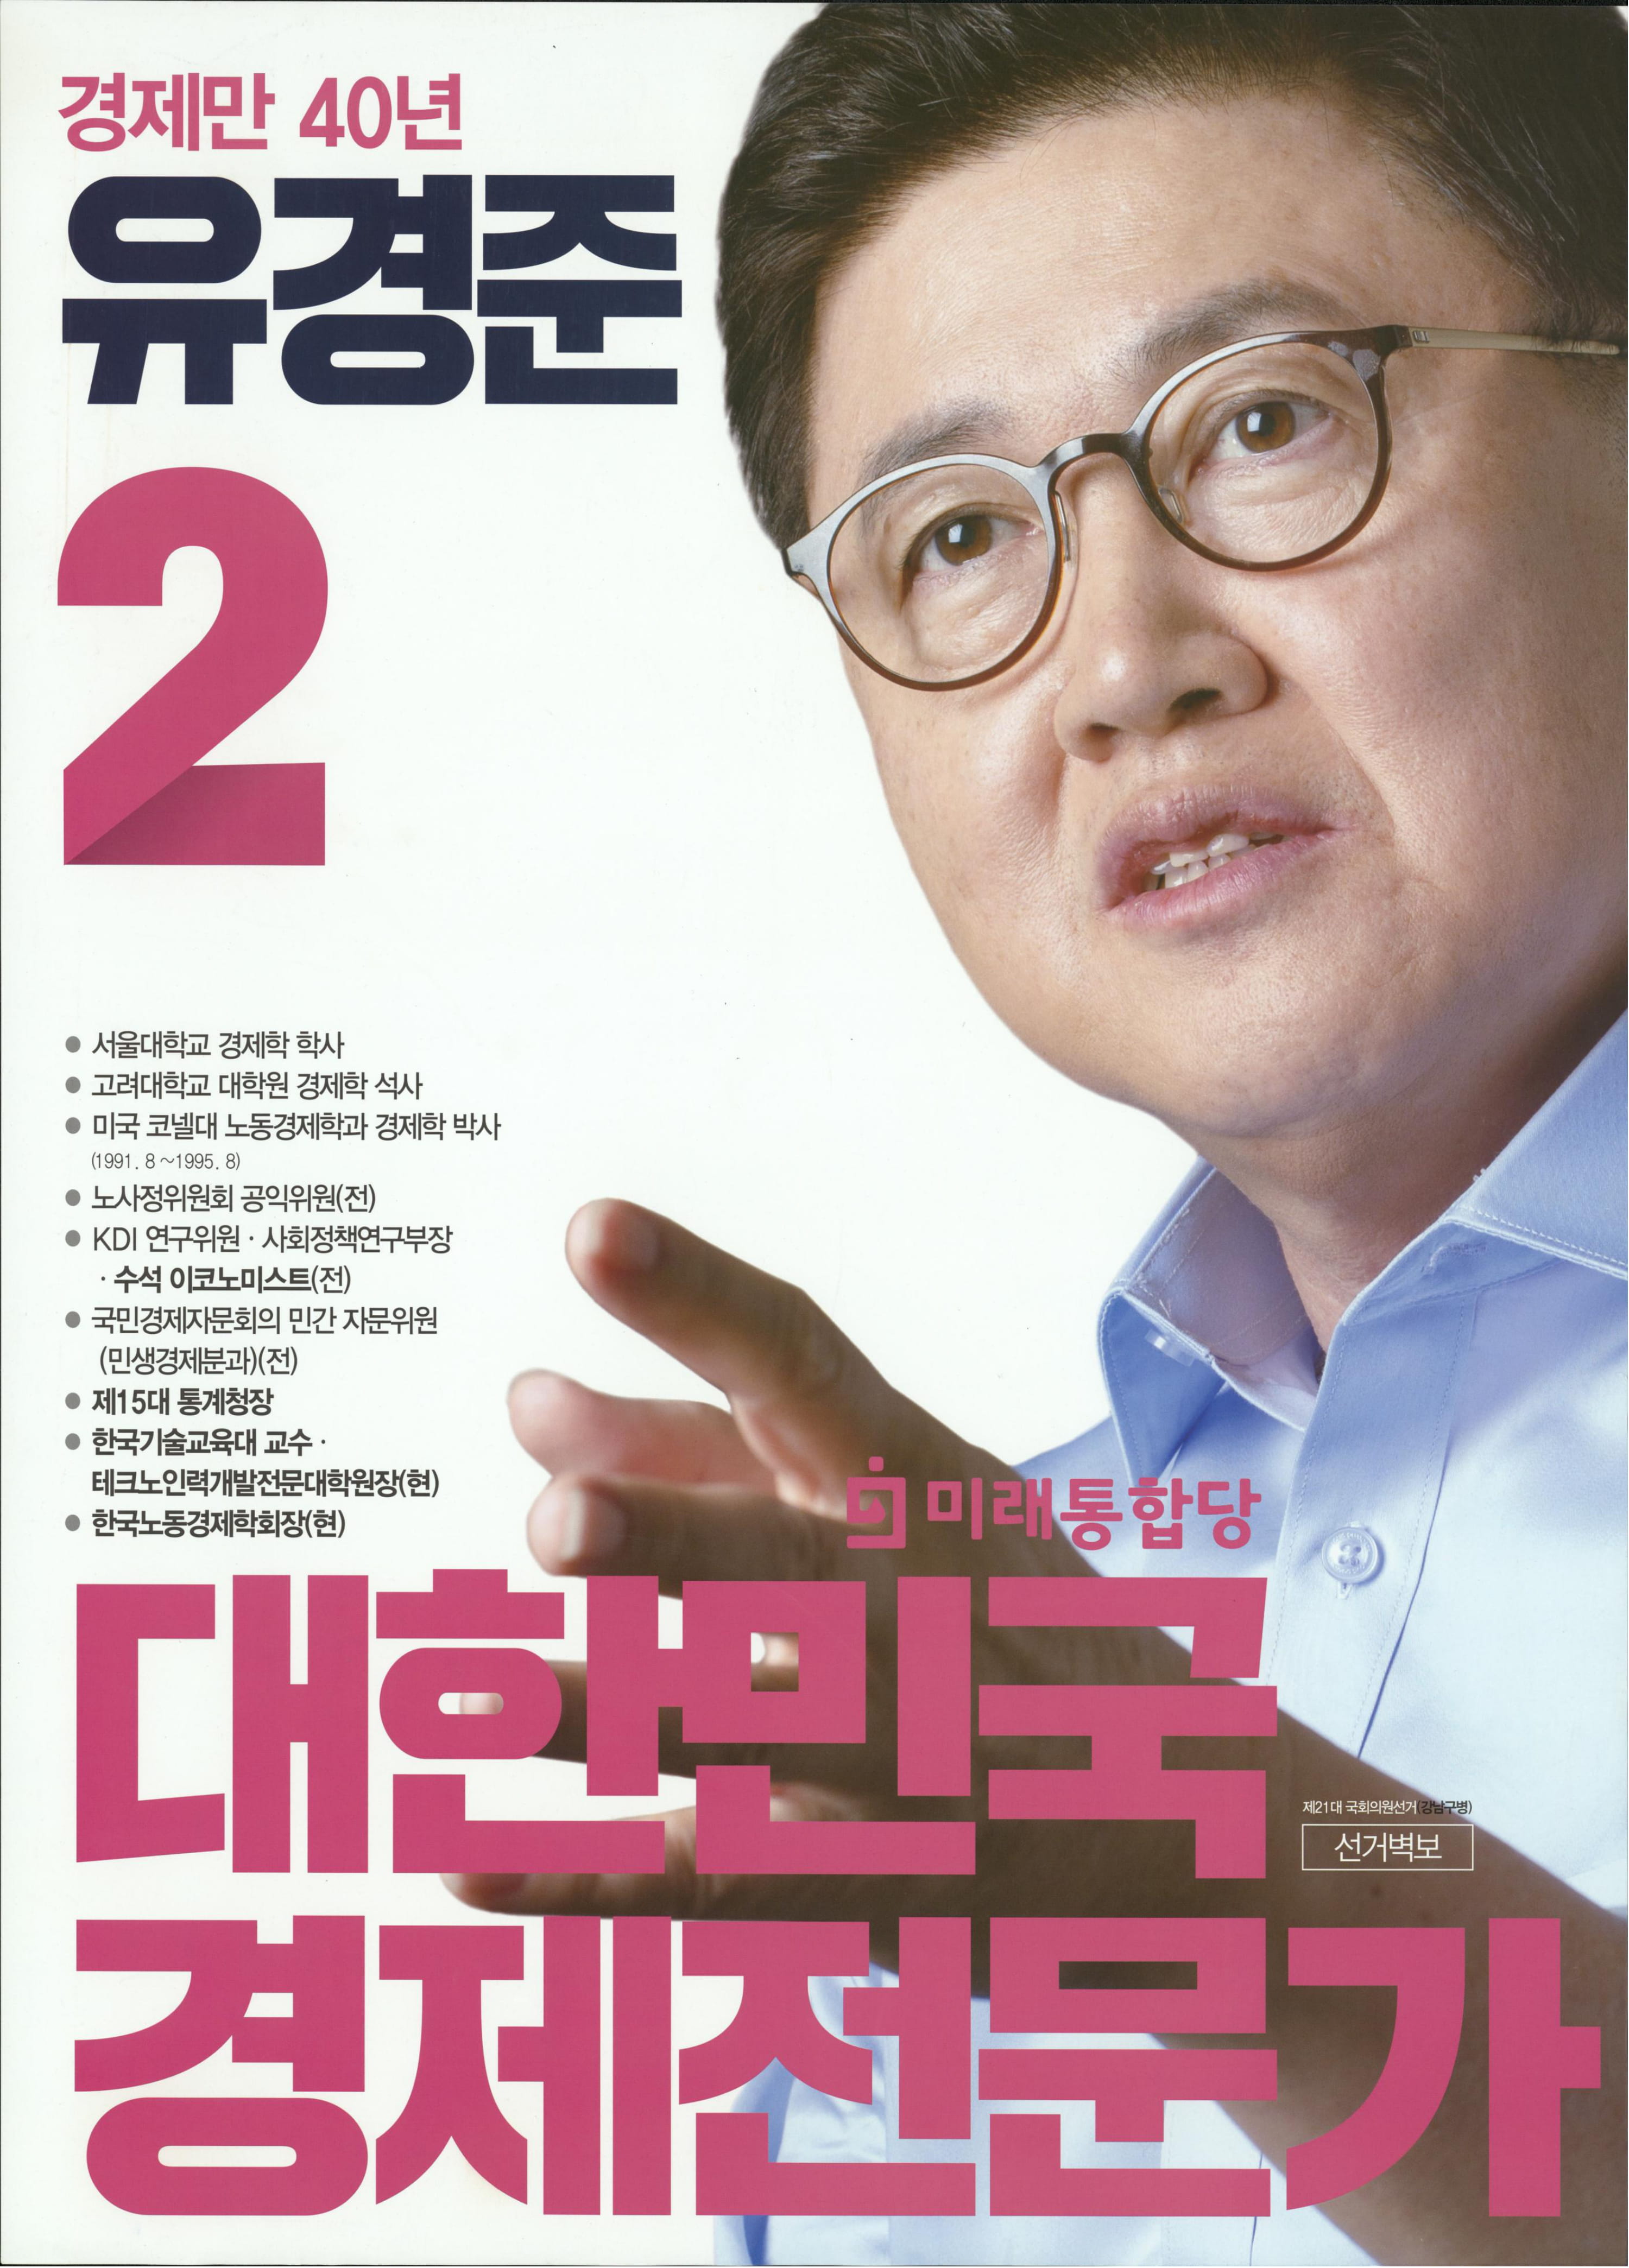 경제만 40년
유경준
2
● 서울대학교 경제학 학사
● 고려대학교 대학원 경제학 석사
● 미국 코넬대 노동경제학과 경제학 박사
(1991. 8 ~1995. 8)
● 노사정위원회 공익위원(전)
● KDI 연구위원 · 사회정책연구부장
· 수석 이코노미스트(전)
● 국민경제자문회의 민간 자문위원
(민생경제분과)(전)
● 제15대 통계청장
● 한국기술교육대 교수 ·
테크노인력개발전문대학원장(현)
● 한국노동경제학회장(현)
미래통합당
대한민국
제21대 국회의원선거(강남구병)
선거벽보
경제전문가